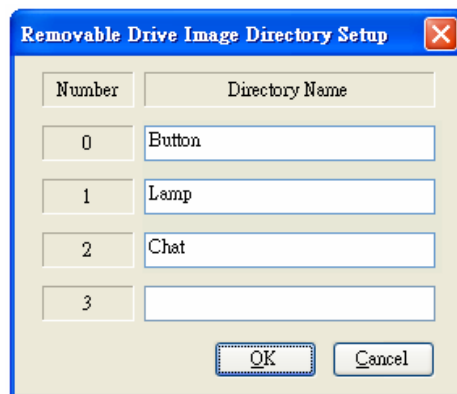 Removable Drive Image Directory Setup
Number Directory Name
0 Button
1 Lamp
2 Chat
3
OK Cancel